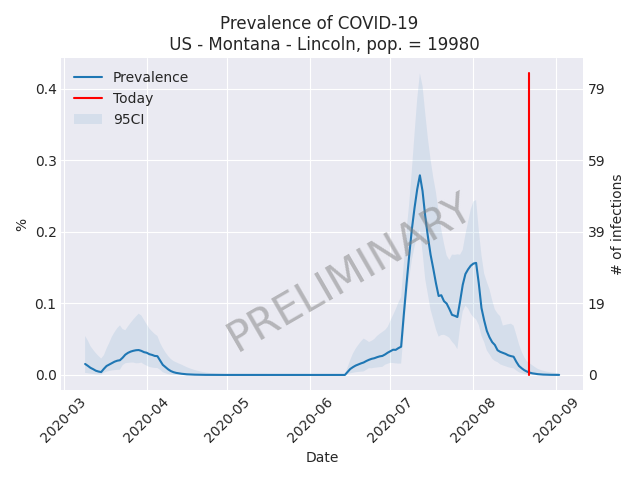 Prevalence of COVID-19
US - Montana - Lincoln, pop. = 19980
Prevalence
Today
95CI
0.4
0.3
0.2
0.1
0.0
%
79
59
39
19
0
# of infections
PRELIMINARY
2020-03
2020-04
2020-05
2020-06
2020-07
2020-08
2020-09
Date